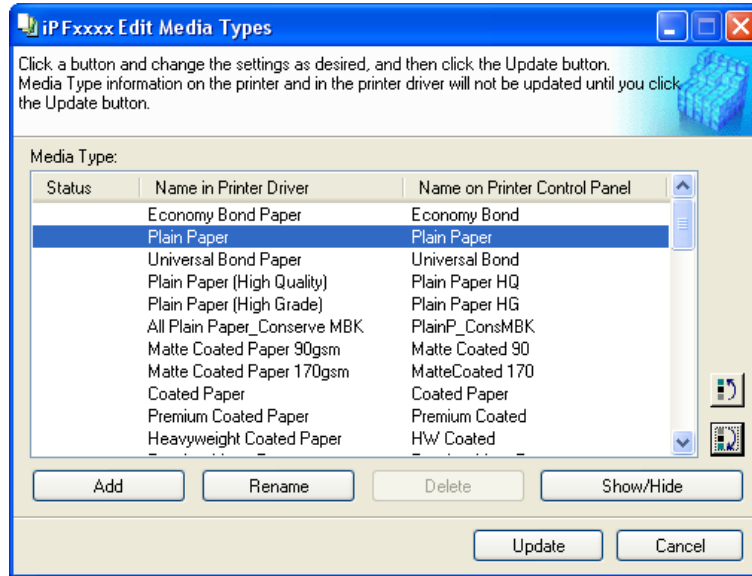 iPFxxxx Edit Media Types
Click a button and change the settings as desired, and then click the Update button.
Media Type information on the printer and in the printer driver will not be updated until you click
the Update button.
Media Type:
Status Name in Printer Driver Name on Printer Control Panel
Economy Bond Paper Economy Bond
Plain Paper Plain Paper
Universal Bond Paper Universal Bond
Plain Paper (High Quality) Plain Paper HQ
Plain Paper (High Grade) Plain Paper HG
All Plain Paper_Conserve MBK PlainP_ConsMBK
Matte Coated Paper 90gsm Matte Coated 90
Matte Coated Paper 170gsm MatteCoated 170
Coated Paper Coated Paper
Premium Coated Paper Premium Coated
Heavyweight Coated Paper HW Coated
Add Rename Delete Show/Hide
Update Cancel